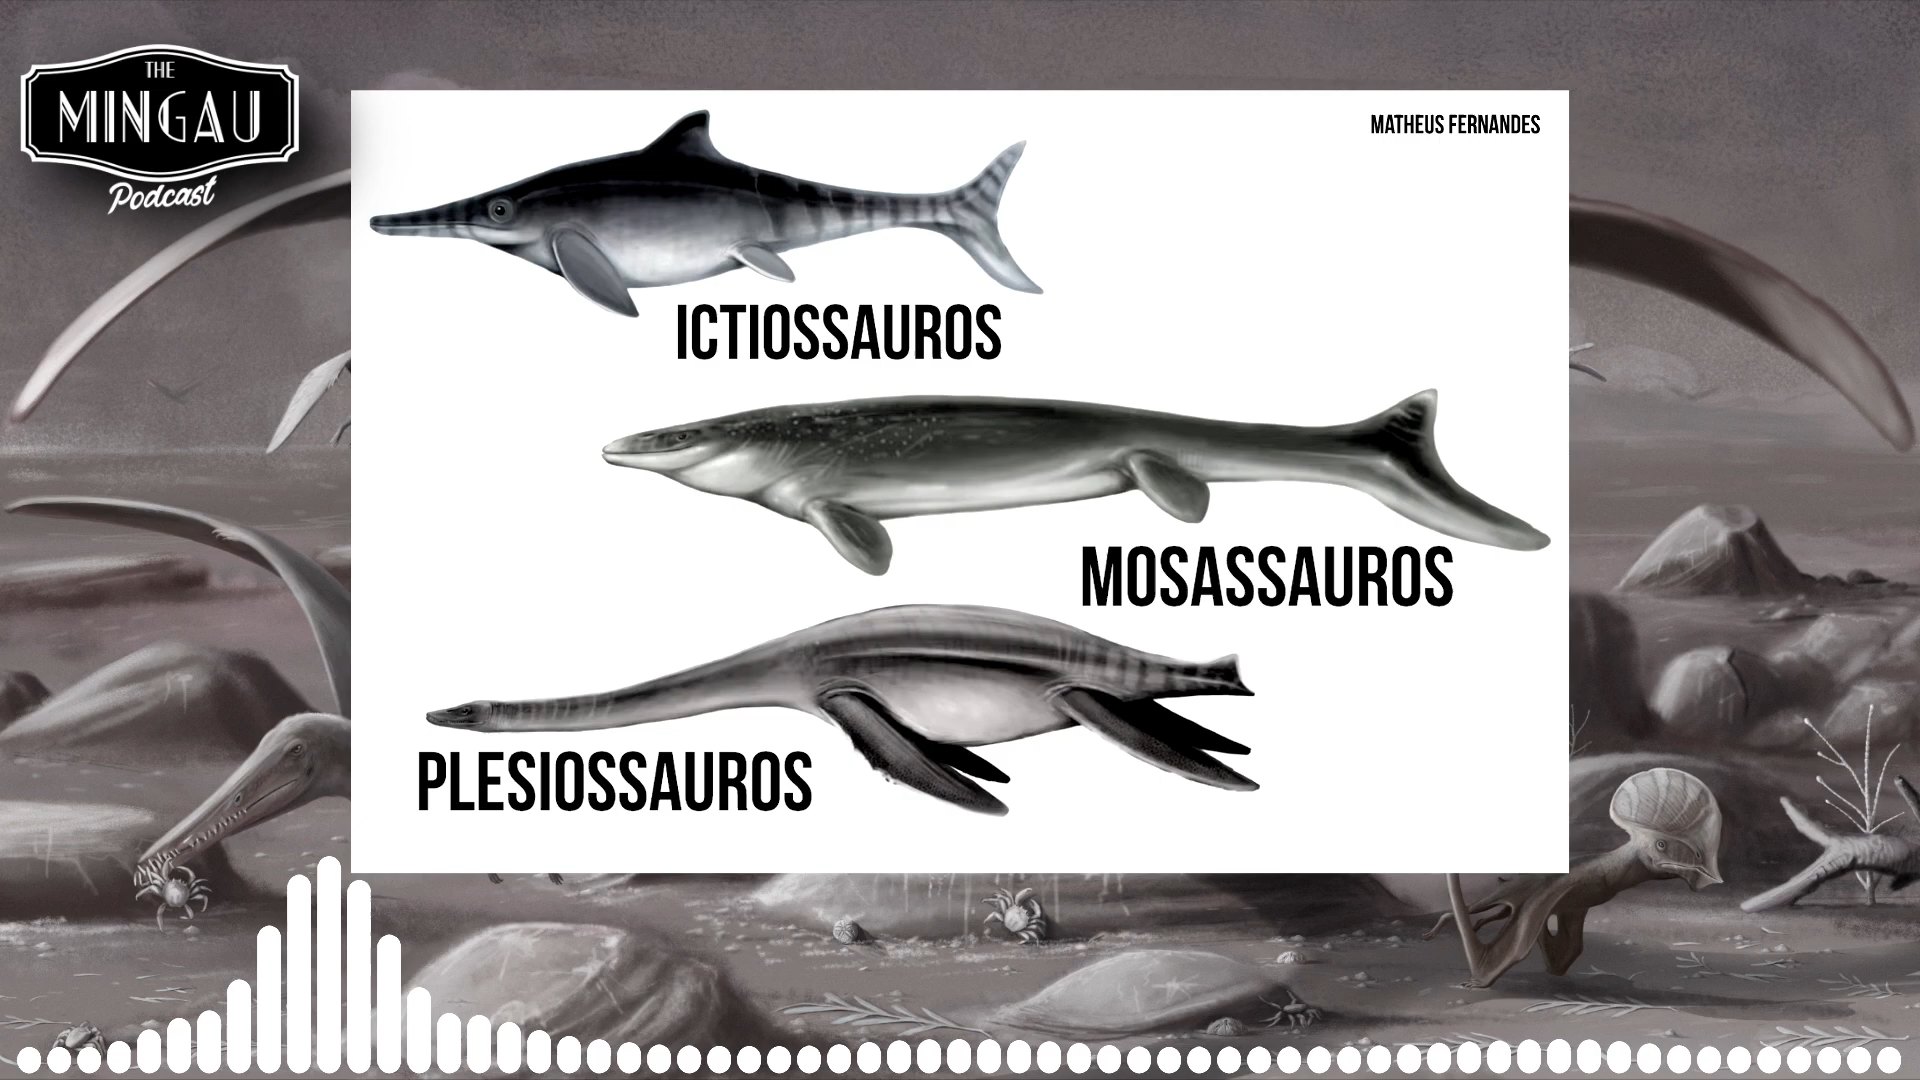 THE
MINGAU
Podcast
MATHEUS FERNANDES
ICTIOSSAUROS
MOSASSAUROS
PLESIOSSAUROS